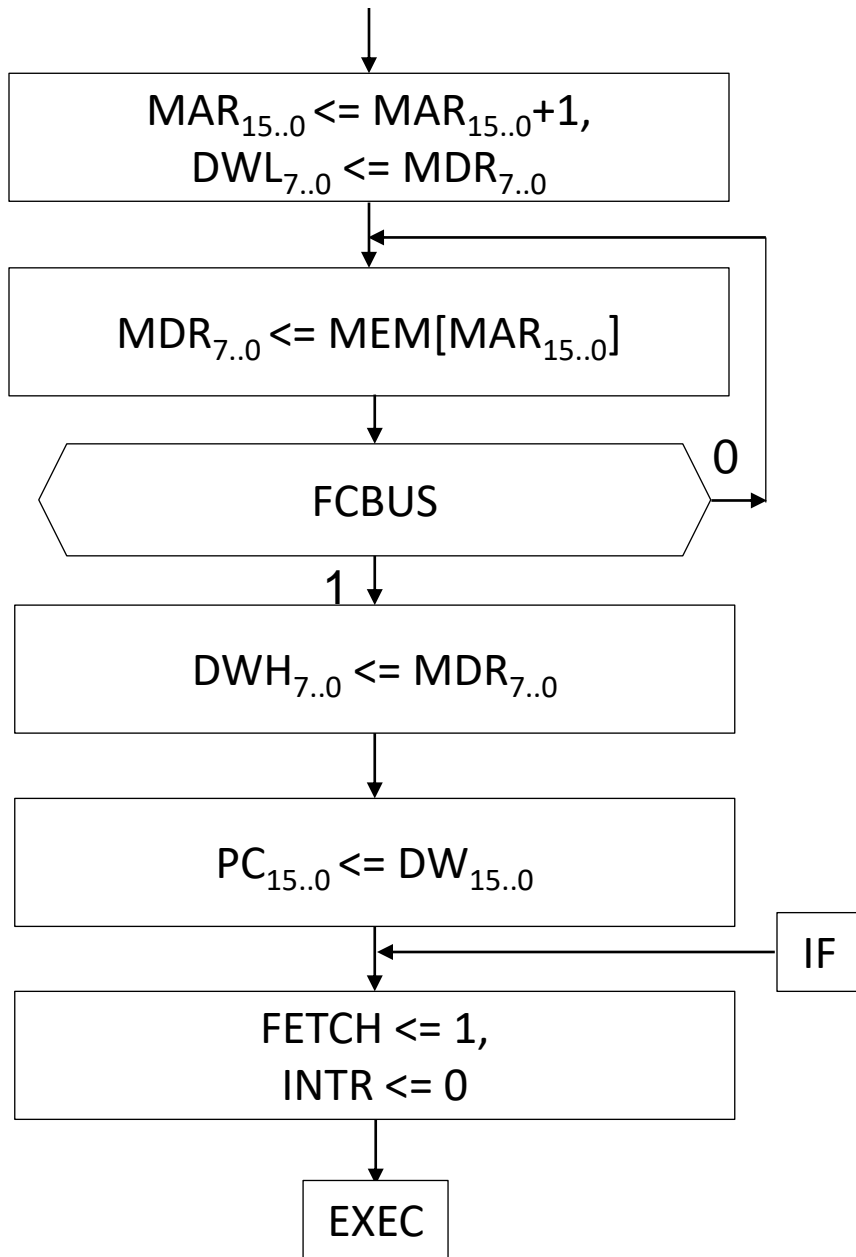 MAR15..0 <= MAR15..0+1,
DWL7..0 <= MDR7..0
MDR7..0 <= MEM[MAR15..0]
0
FCBUS
1
DWH7..0 <= MDR7..0
PC15..0 <= DW15..0
IF
FETCH <= 1,
INTR <= 0
EXEC